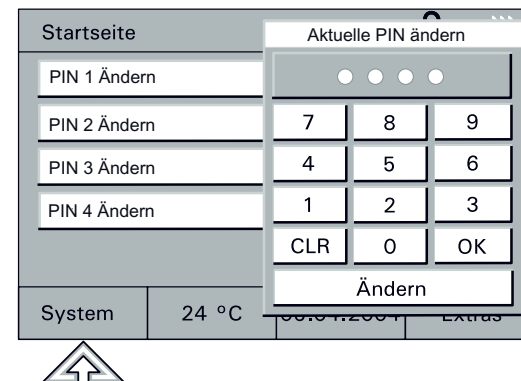 Startseite
Aktuelle PIN ändern
PIN 1 Ändern
PIN 2 Ändern
PIN 3 Ändern
PIN 4 Ändern
7 8 9
4 5 6
1 2 3
CLR 0 OK
Ändern
System 24 °C Extras